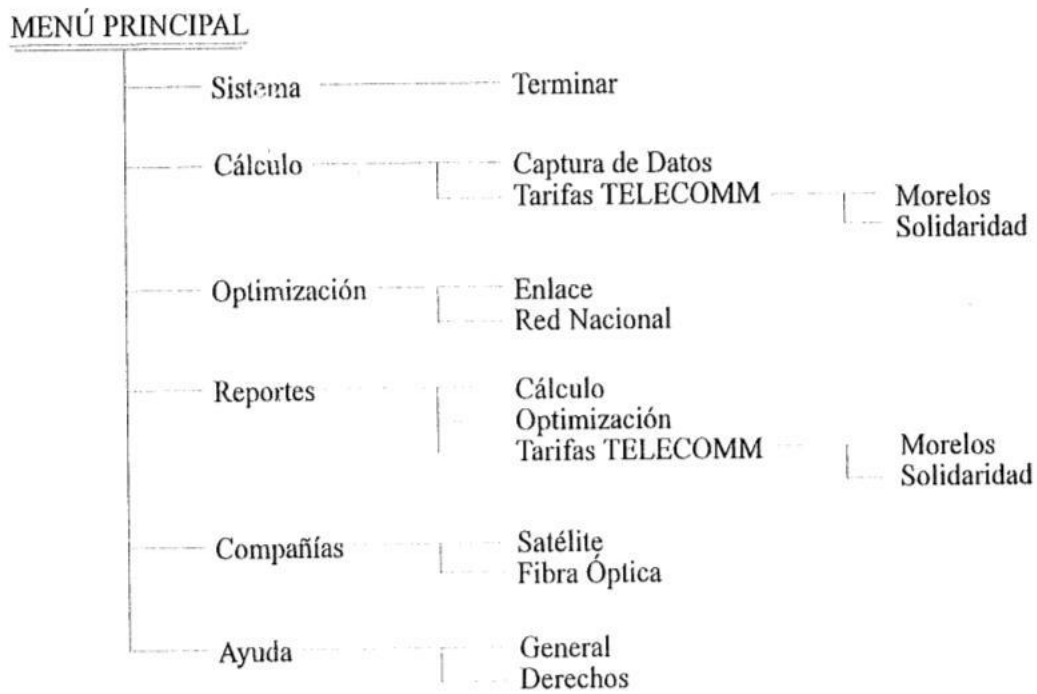 MENÚ PRINCIPAL
Sistema Terminar
Cálculo Captura de Datos
Tarifas TELECOMM Morelos
Solidaridad
Optimización Enlace
Red Nacional
Reportes Cálculo
Optimización
Tarifas TELECOMM Morelos
Solidaridad
Compañías Satélite
Fibra Óptica
Ayuda General
Derechos